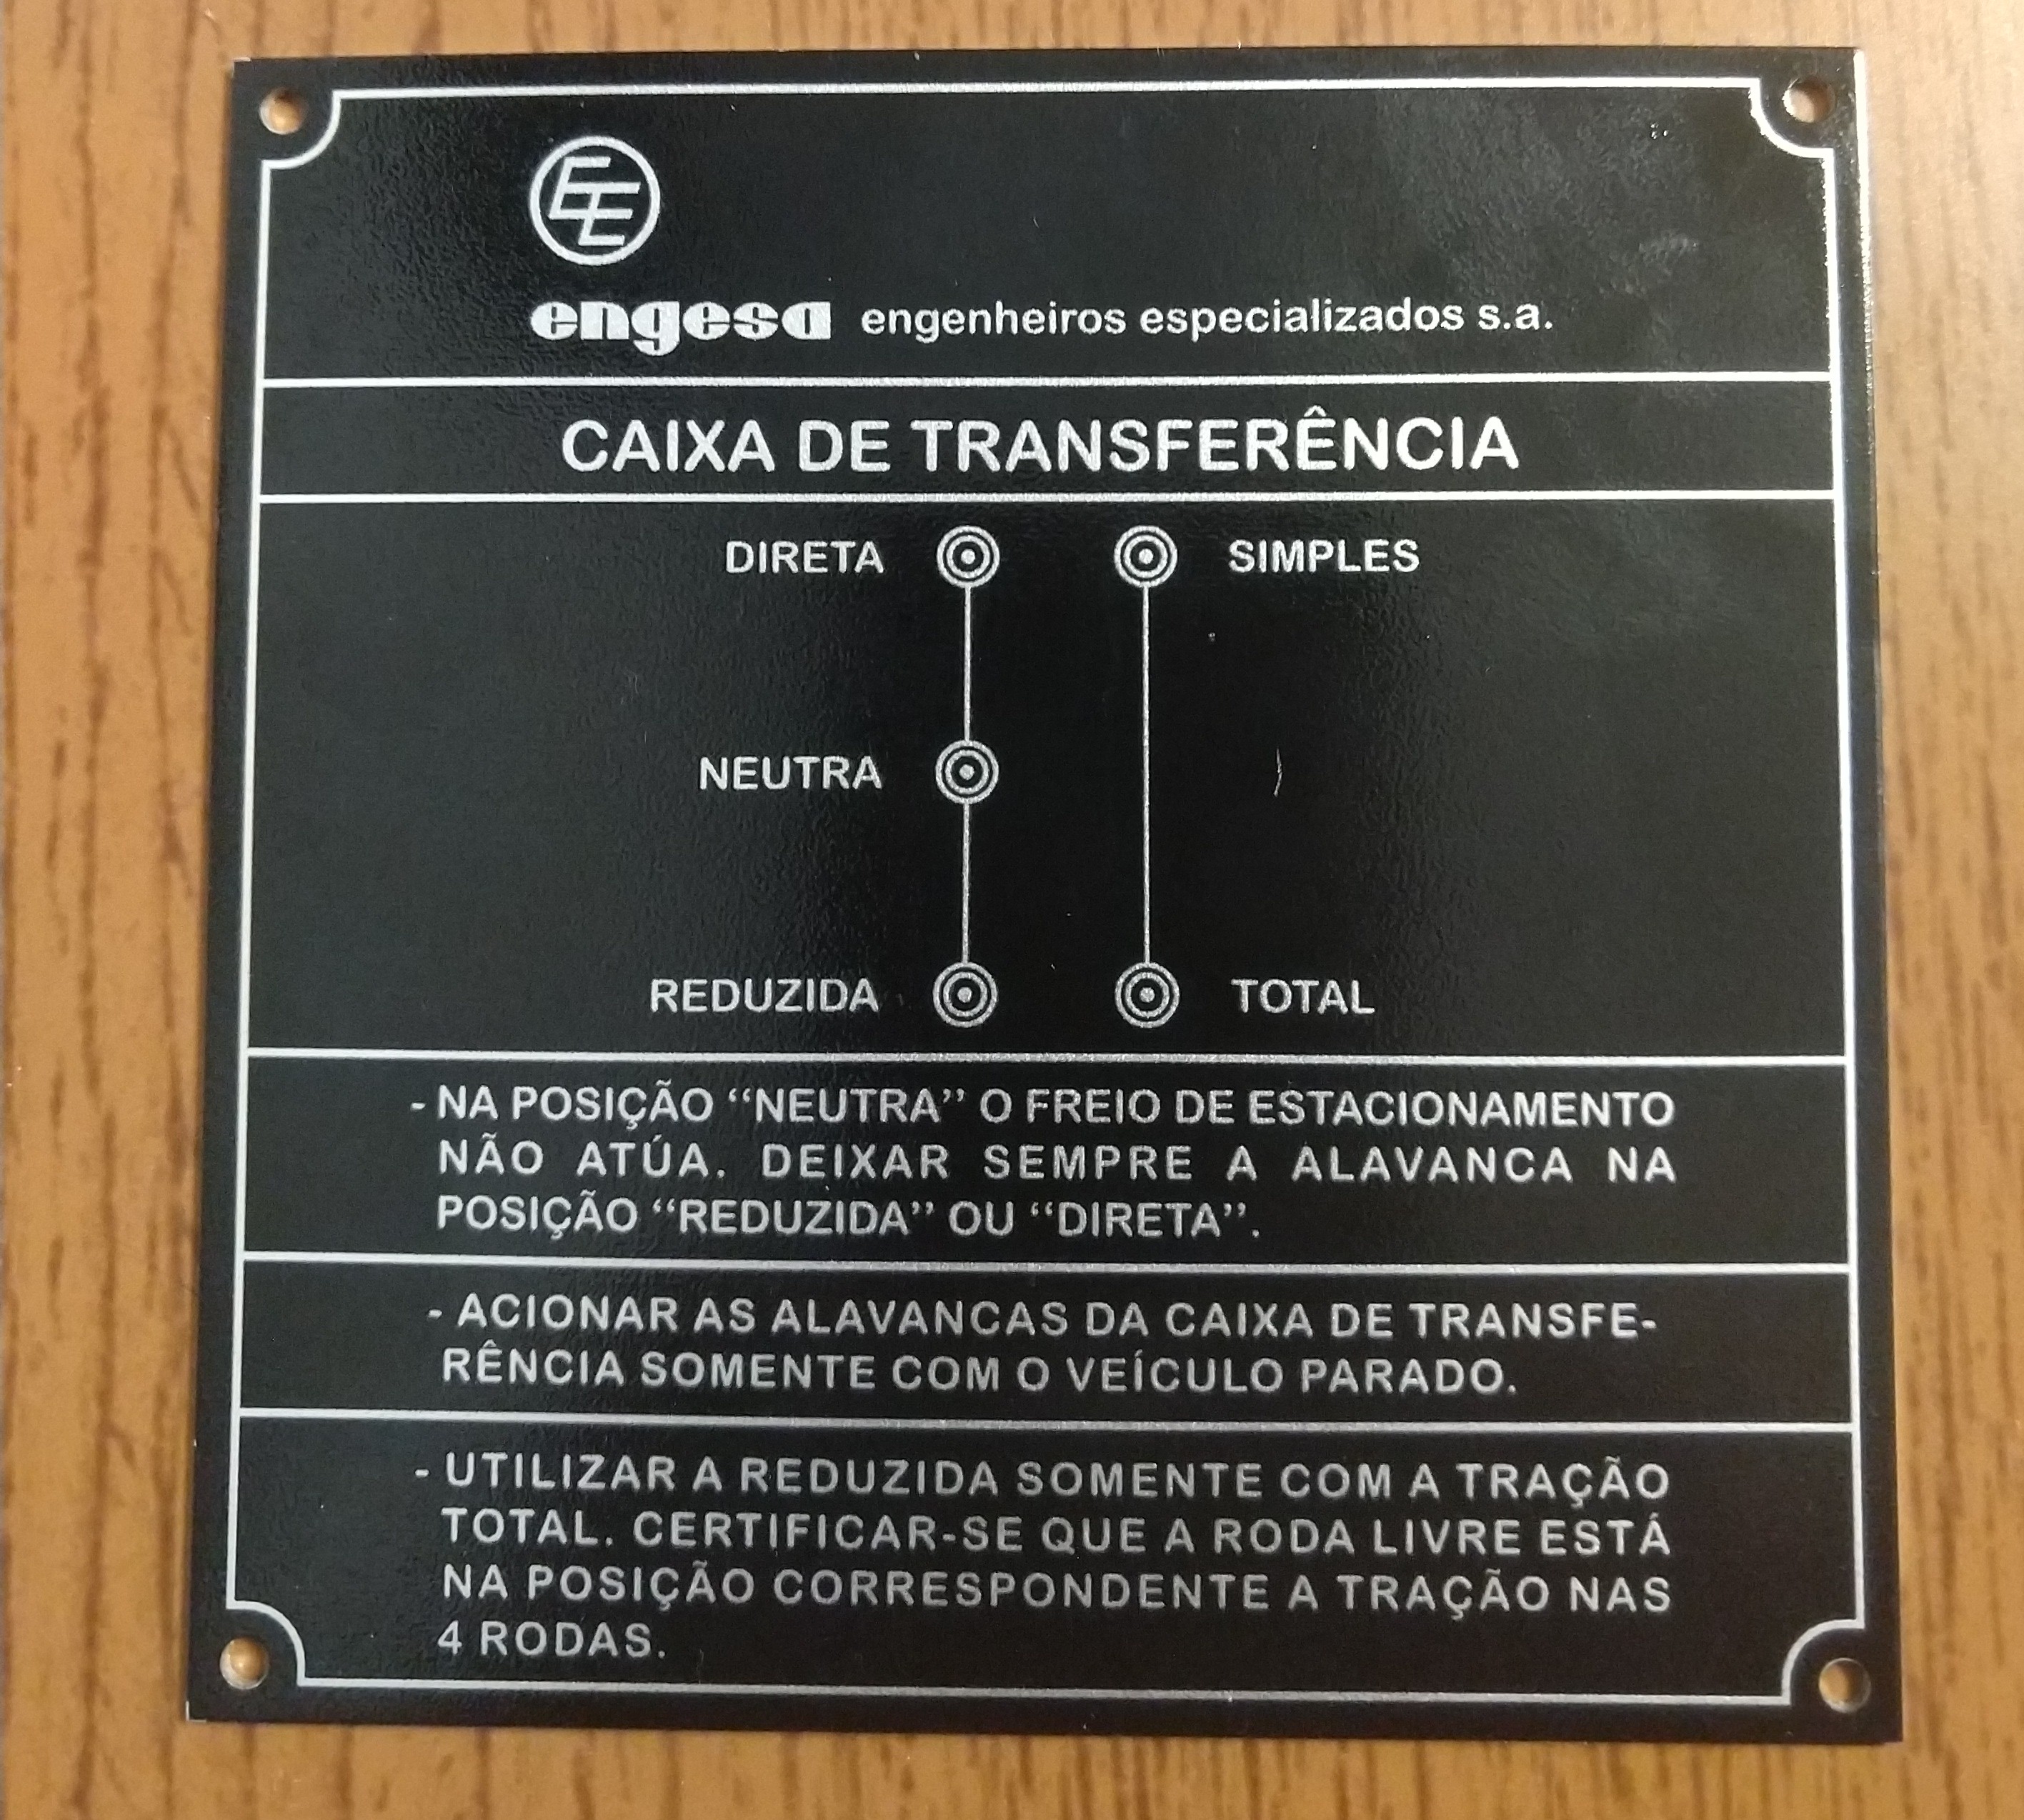 EE
engesa engenheiros especializados s.a.
CAIXA DE TRANSFERÊNCIA
DIRETA SIMPLES
NEUTRA
REDUZIDA TOTAL
- NA POSIÇÃO “NEUTRA” O FREIO DE ESTACIONAMENTO
NÃO ATÚA. DEIXAR SEMPRE A ALAVANCA NA
POSIÇÃO “REDUZIDA” OU “DIRETA”.
- ACIONAR AS ALAVANCAS DA CAIXA DE TRANSFE-
RÊNCIA SOMENTE COM O VEÍCULO PARADO.
- UTILIZAR A REDUZIDA SOMENTE COM A TRAÇÃO
TOTAL. CERTIFICAR-SE QUE A RODA LIVRE ESTÁ
NA POSIÇÃO CORRESPONDENTE A TRAÇÃO NAS
4 RODAS.